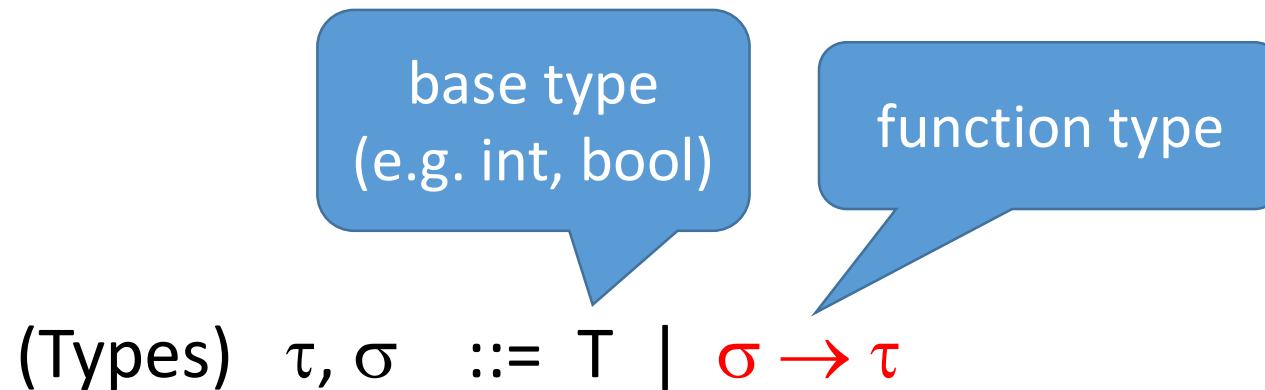 base type
(e.g. int, bool)
function type
(Types) τ, σ ::= T | σ → τ